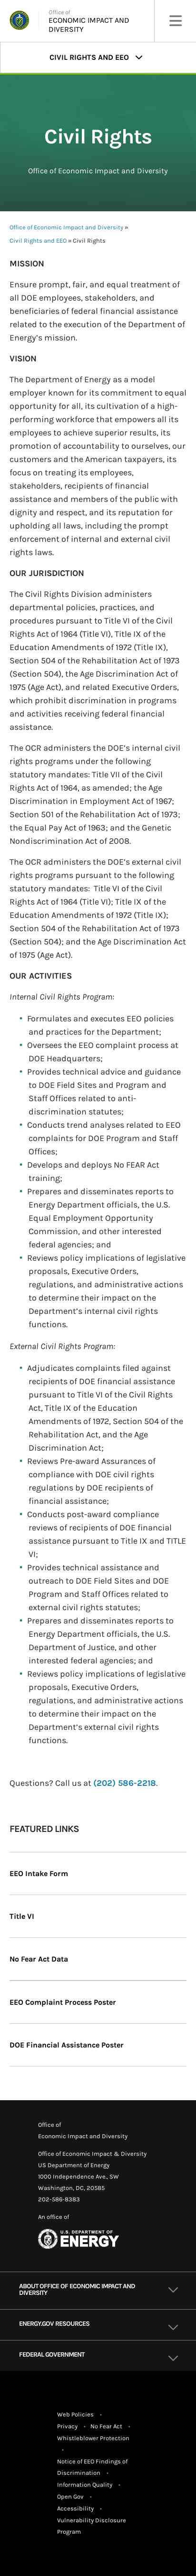 Office of
ECONOMIC IMPACT AND
DIVERSITY
CIVIL RIGHTS AND EEO
Civil Rights
Office of Economic Impact and Diversity
Office of Economic Impact and Diversity »
Civil Rights and EEO » Civil Rights
MISSION
Ensure prompt, fair, and equal treatment of
all DOE employees, stakeholders, and
beneficiaries of federal financial assistance
related to execution of the Department of
Energy's mission.
VISION
The Department of Energy as a model
employer known for its commitment to equal
opportunity for all, cultivation of a high-
performing workforce that empowers all its
employees to achieve superior results,
focusing on accountability to ourselves, our
customers and the American taxpayers, its
focus on treating its employees,
stakeholders, recipients of financial
assistance and members of the public with
dignity and respect, and its reputation for
upholding all laws, including the prompt
enforcement of internal and external civil
rights laws.
OUR JURISDICTION
The Civil Rights Division administers
departmental policies, practices, and
procedures pursuant to Title VI of the Civil
Right Act of 1964 (Title VI), Title IX of the
Education Amendments of 1972 (Title IX),
Section 504 of the Rehabilitation Act of 1973
(Section 504), the Age Discrimination Act of
1975 (Age Act), and related Executive Orders,
which prohibit discrimination in programs
and activities receiving federal financial
assistance.
The OCR administers the DOE's internal civil
rights programs under the following
statutory mandates: Title VII of the Civil
Rights Act of 1964, as amended; the Age
Discrimination in Employment Act of 1967;
Section 501 of the Rehabilitation Act of 1973;
the Equal Pay Act of 1963; and the Genetic
Nondiscrimination Act of 2008.
The OCR administers the DOE's external civil
rights programs pursuant to the following
statutory mandates: Title VI of the Civil
Rights Act of 1964 (Title VI); Title IX of the
Education Amendments of 1972 (Title IX);
Section 504 of the Rehabilitation Act of 1973
(Section 504); and the Age Discrimination Act
of 1975 (Age Act).
OUR ACTIVITIES
Internal Civil Rights Program:
• Formulates and executes EEO policies
and practices for the Department;
• Oversees the EEO complaint process at
DOE Headquarters;
• Provides technical advice and guidance
to DOE Field Sites and Program and
Staff Offices related to anti-
discrimination statutes;
• Conducts trend analyses related to EEO
complaints for DOE Program and Staff
Offices;
• Develops and deploys No FEAR Act
training;
• Prepares and disseminates reports to
Energy Department officials, the U.S.
Equal Employment Opportunity
Commission, and other interested
federal agencies; and
• Reviews policy implications of legislative
proposals, Executive Orders,
regulations, and administrative actions
to determine their impact on the
Department's internal civil rights
functions.
External Civil Rights Program:
• Adjudicates complaints filed against
recipients of DOE financial assistance
pursuant to Title VI of the Civil Rights
Act, Title IX of the Education
Amendments of 1972, Section 504 of the
Rehabilitation Act, and the Age
Discrimination Act;
• Reviews Pre-award Assurances of
compliance with DOE civil rights
regulations by DOE recipients of
financial assistance;
• Conducts post-award compliance
reviews of recipients of DOE financial
assistance pursuant to Title IX and TITLE
VI;
• Provides technical assistance and
outreach to DOE Field Sites and DOE
Program and Staff Offices related to
external civil rights statutes;
• Prepares and disseminates reports to
Energy Department officials, the U.S.
Department of Justice, and other
interested federal agencies; and
• Reviews policy implications of legislative
proposals, Executive Orders,
regulations, and administrative actions
to determine their impact on the
Department's external civil rights
functions.
Questions? Call us at (202) 586-2218.
FEATURED LINKS
EEO Intake Form
Title VI
No Fear Act Data
EEO Complaint Process Poster
DOE Financial Assistance Poster
Office of
Economic Impact and Diversity
Office of Economic Impact & Diversity
US Department of Energy
1000 Independence Ave., SW
Washington, DC, 20585
202-586-8383
An office of
U.S. DEPARTMENT OF
ENERGY
ABOUT OFFICE OF ECONOMIC IMPACT AND
DIVERSITY
ENERGY.GOV RESOURCES
FEDERAL GOVERNMENT
Web Policies •
Privacy • No Fear Act •
Whistleblower Protection
•
Notice of EEO Findings of
Discrimination •
Information Quality •
Open Gov •
Accessibility •
Vulnerability Disclosure
Program